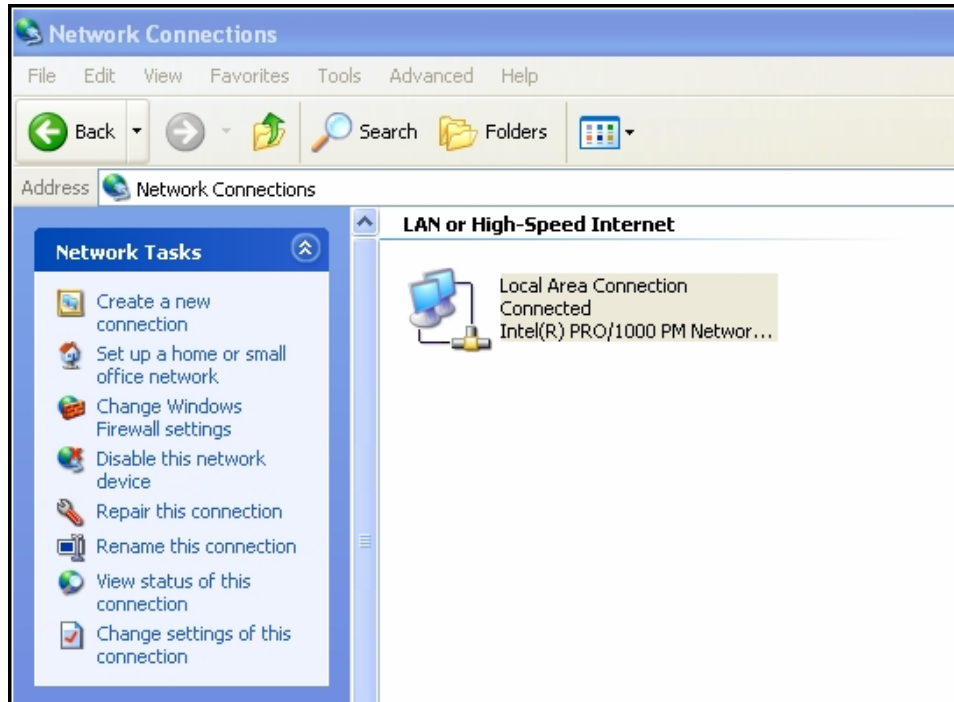 Network Connections
File Edit View Favorites Tools Advanced Help
Back Search Folders
Address Network Connections
Network Tasks
Create a new
connection
Set up a home or small
office network
Change Windows
Firewall settings
Disable this network
device
Repair this connection
Rename this connection
View status of this
connection
Change settings of this
connection
LAN or High-Speed Internet
Local Area Connection
Connected
Intel(R) PRO/1000 PM Networ...